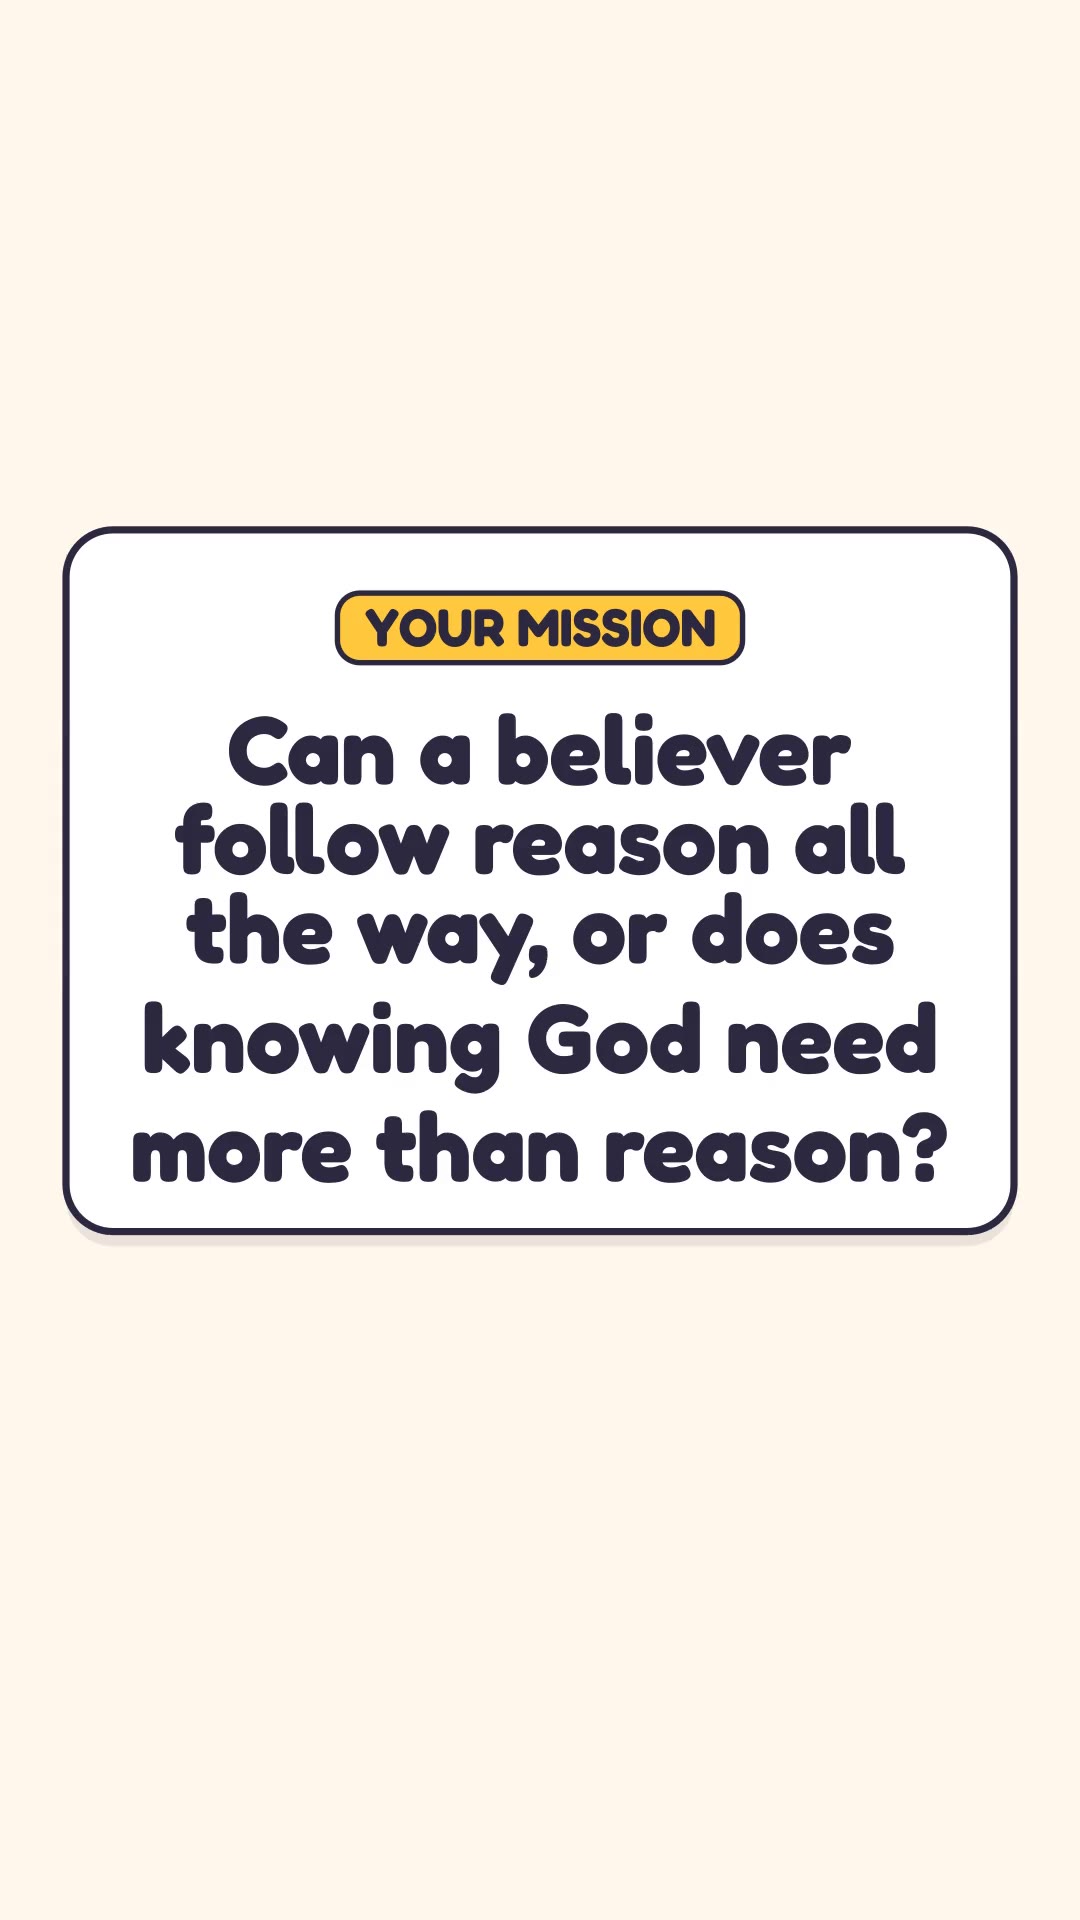 YOUR MISSION
Can a believer
follow reason all
the way, or does
knowing God need
more than reason?